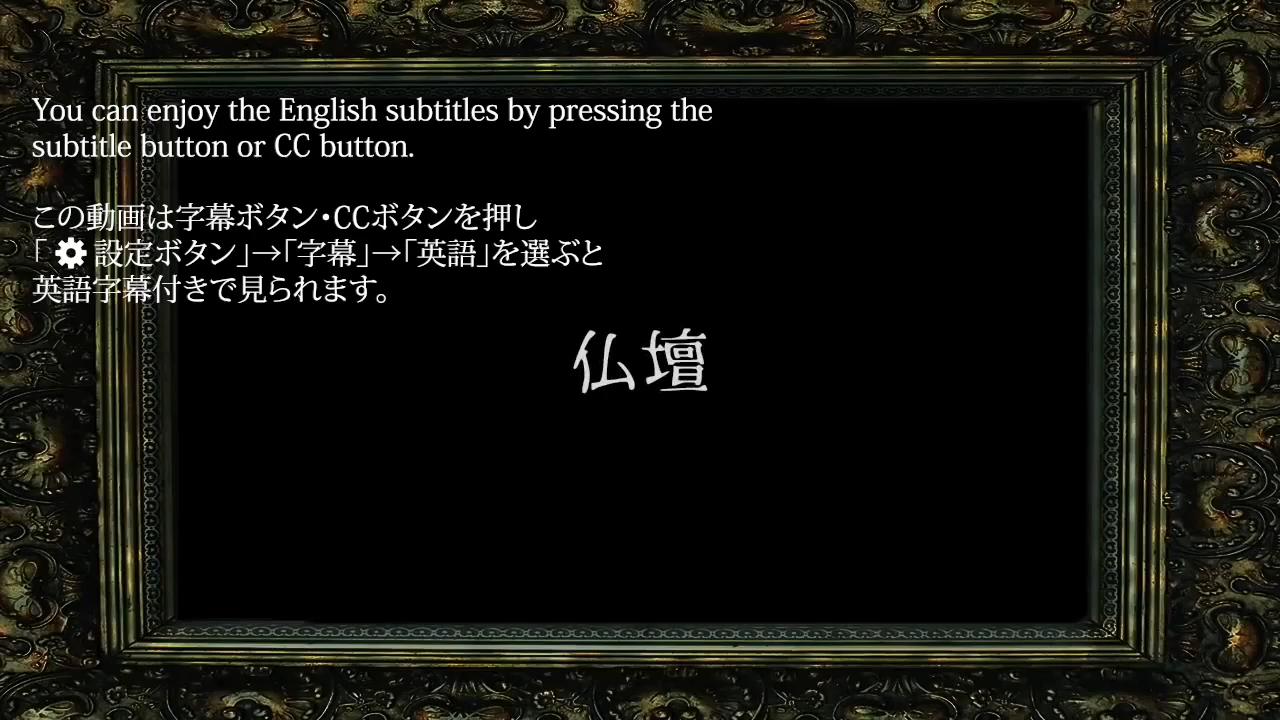 You can enjoy the English subtitles by pressing the
subtitle button or CC button.
この動画は字幕ボタン・CCボタンを押し
「 設定ボタン」→「字幕」→「英語」を選ぶと
英語字幕付きで見られます。
仏壇